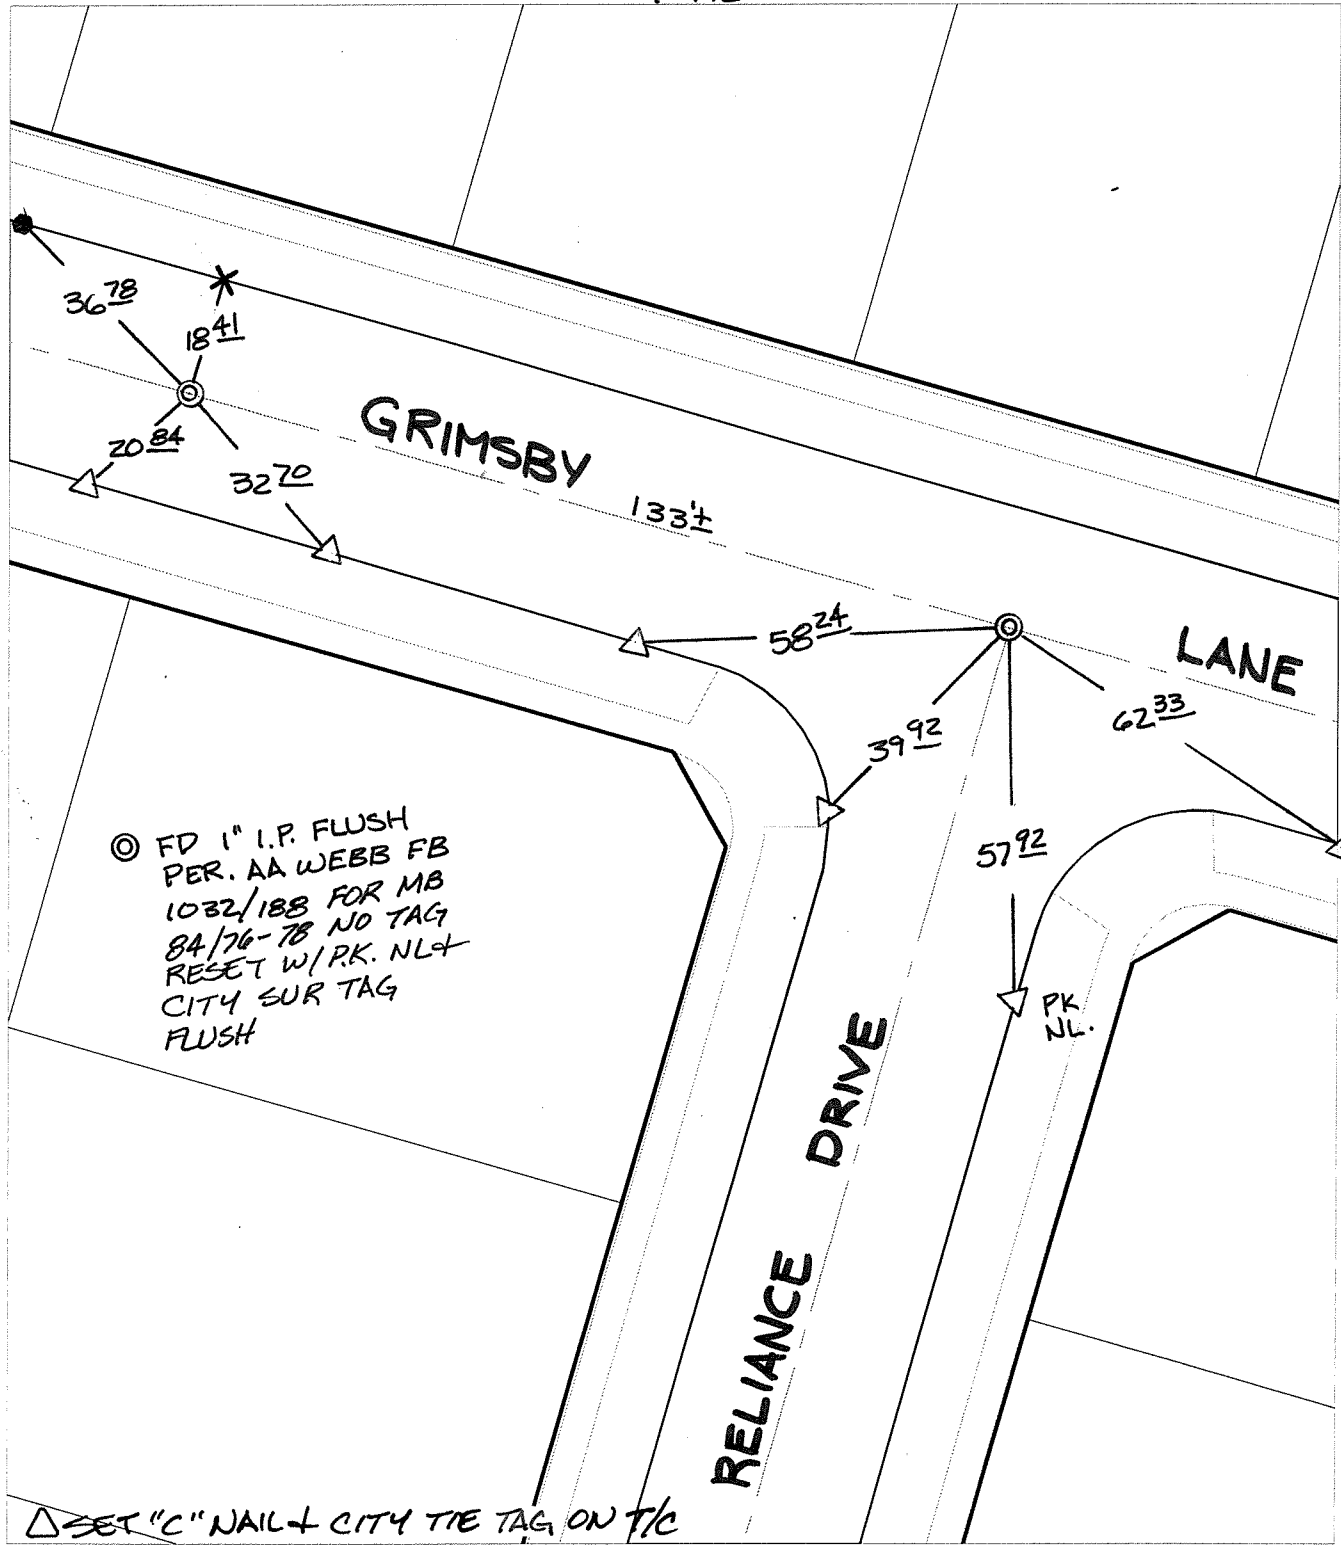 36 78
18 41
20 84
32 70
GRIMSBY
133'±
58 24
LANE
62 33
39 92
57 92
FD 1" I.P. FLUSH
PER. AA WEBB FB
1032/188 FOR MB
84/76-78 NO TAG
RESET W/ P.K. NL &
CITY SUR TAG
FLUSH
PK
NL.
RELIANCE DRIVE
SET "C" NAIL & CITY TIE TAG ON T/C